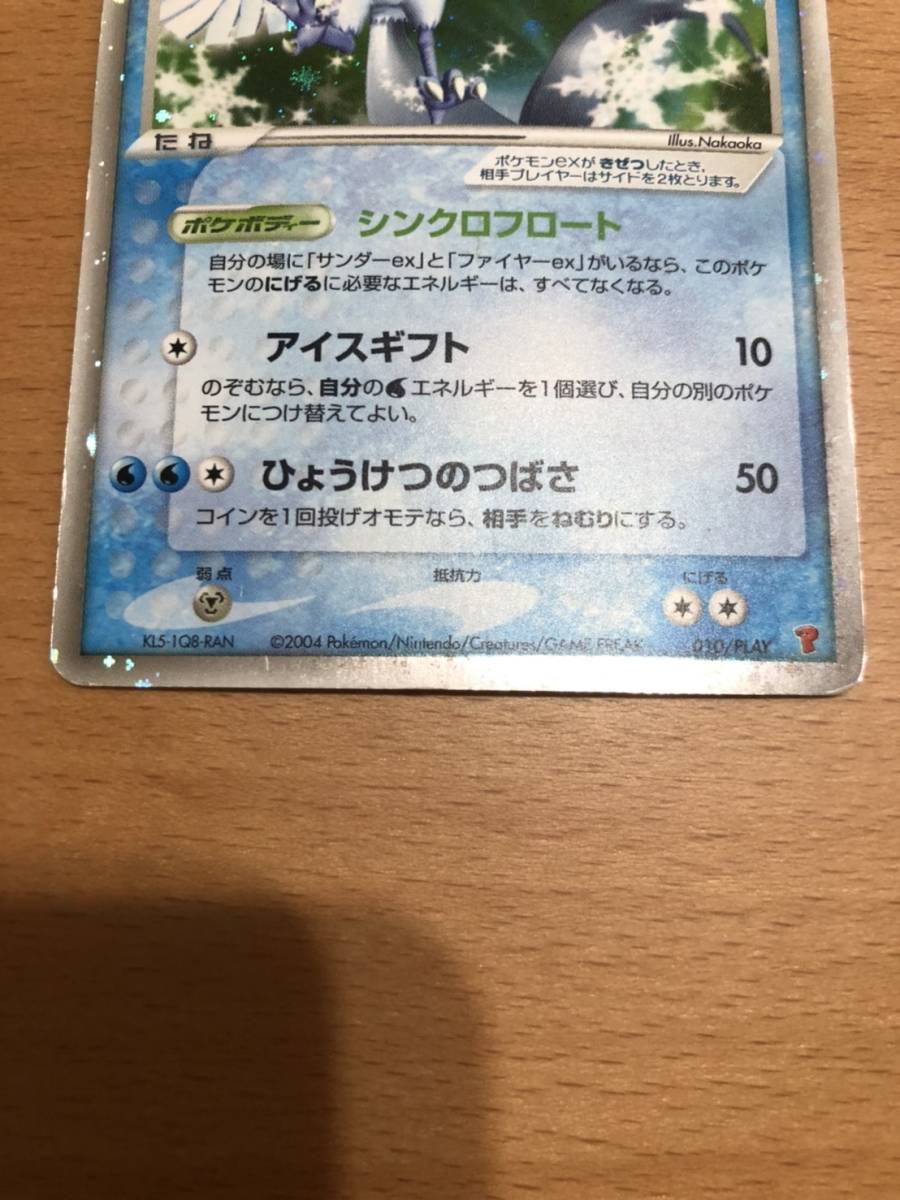 たね
Illus.Nakaoka
ポケモンexが きぜつしたとき、
相手プレイヤーはサイドを2枚とります。
ポケボディー シンクロフロート
自分の場に「サンダーex」と「ファイヤーex」がいるなら、このポケ
モンのにげるに必要なエネルギーは、すべてなくなる。
アイスギフト 10
のぞむなら、自分のエネルギーを1個選び、自分の別のポケ
モンにつけ替えてよい。
ひょうけつのつばさ 50
コインを1回投げオモテなら、相手をねむりにする。
弱点 抵抗力 にげる
KL5-1Q8-RAN ©2004 Pokémon/Nintendo/Creatures/GAME FREAK 030/PLAY